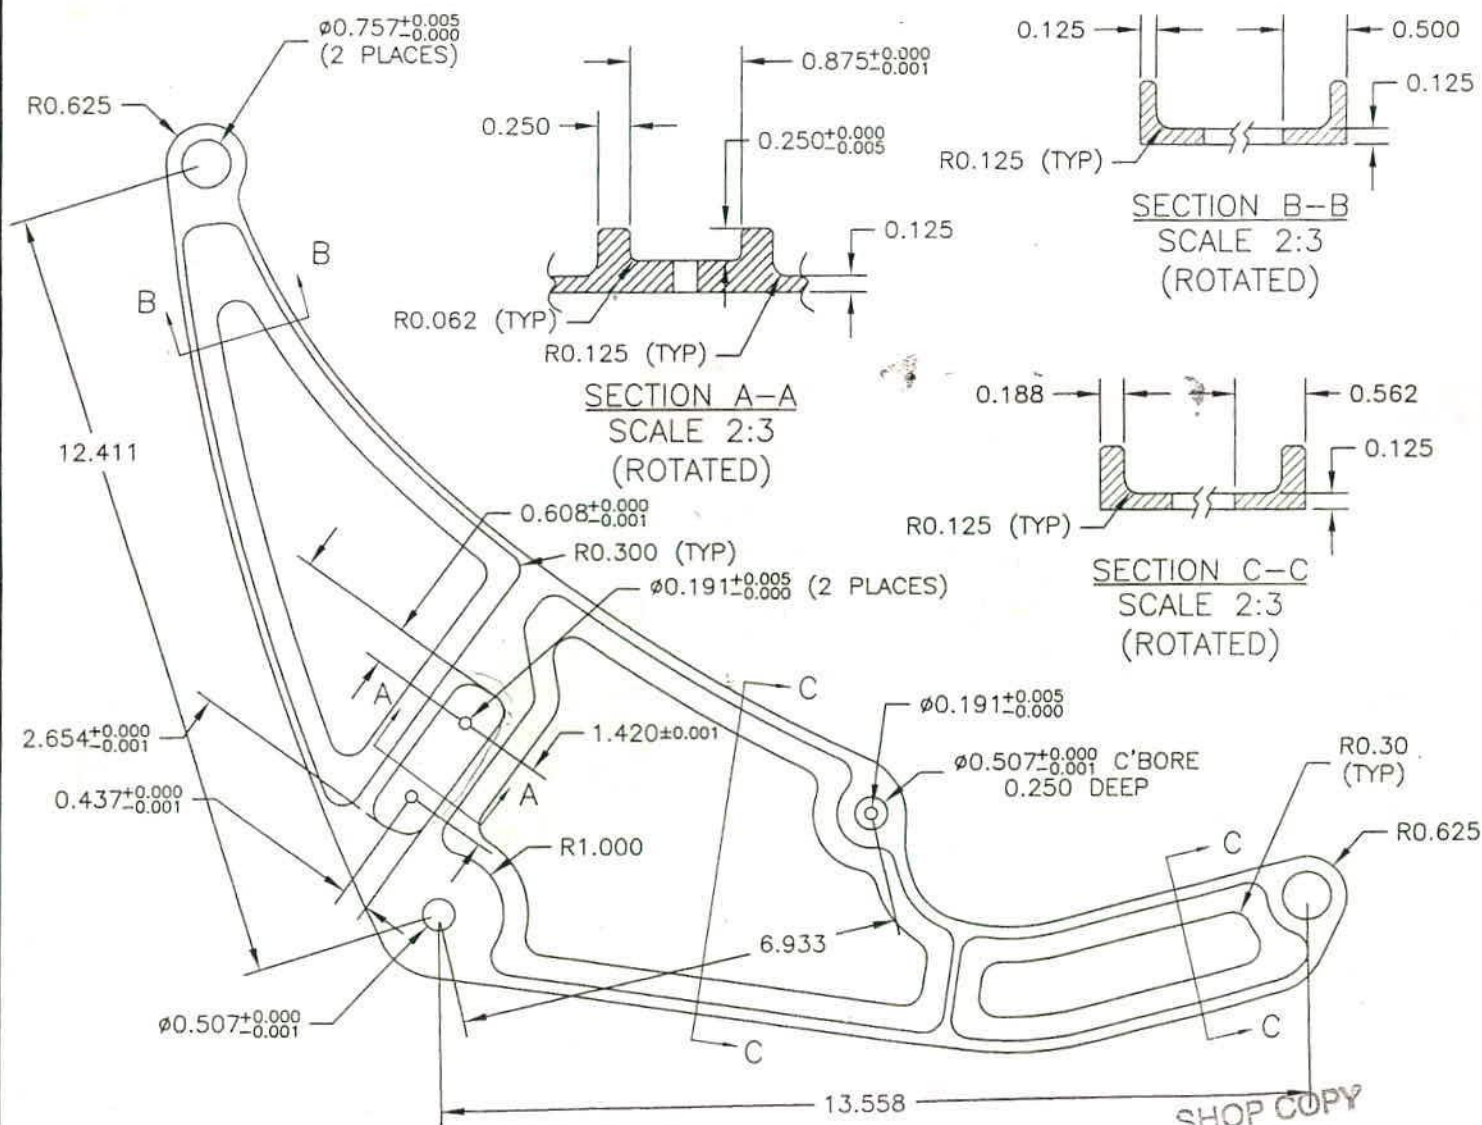 ⌀0.757+0.005 -0.000
(2 PLACES)
R0.625
0.250
0.875+0.000 -0.001
0.250+0.000 -0.005
0.125
R0.062 (TYP)
R0.125 (TYP)
SECTION A-A
SCALE 2:3
(ROTATED)
0.125
0.500
0.125
R0.125 (TYP)
SECTION B-B
SCALE 2:3
(ROTATED)
0.188
0.562
0.125
R0.125 (TYP)
SECTION C-C
SCALE 2:3
(ROTATED)
B
B
12.411
0.608+0.000 -0.001
R0.300 (TYP)
⌀0.191+0.005 -0.000 (2 PLACES)
A
C
⌀0.191+0.005 -0.000
2.654+0.000 -0.001
1.420±0.001
⌀0.507+0.000 -0.001 C'BORE
0.250 DEEP
R0.30
(TYP)
0.437+0.000 -0.001
A
R1.000
C
R0.625
6.933
⌀0.507+0.000 -0.001
C
C
13.558
SHOP COPY